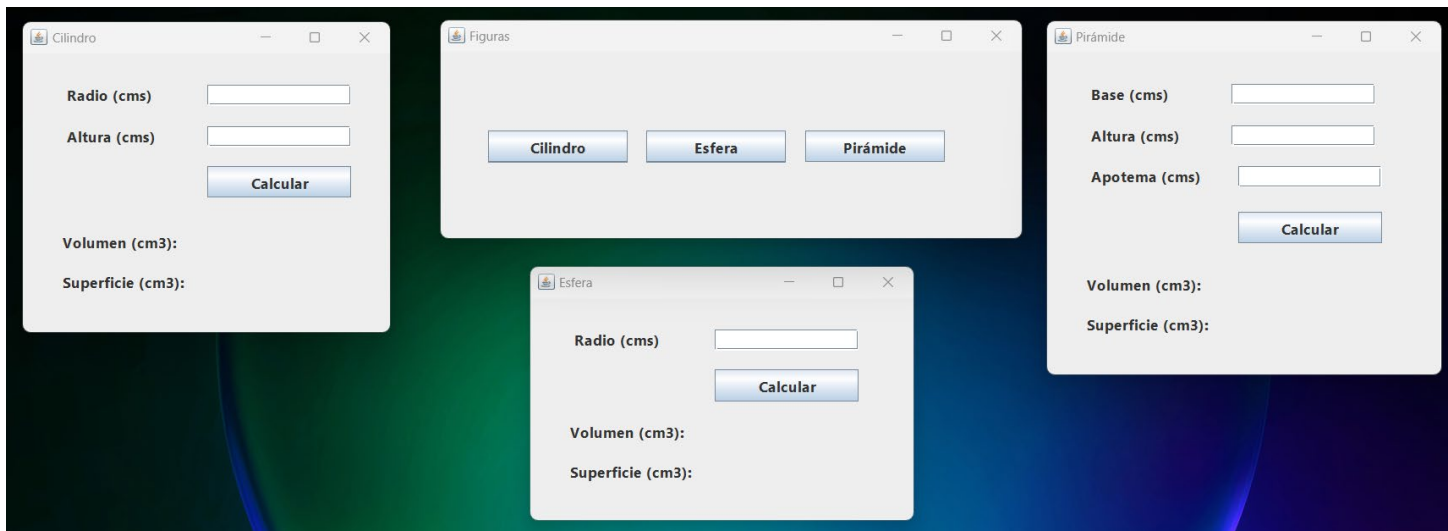 Cilindro
Radio (cms)
Altura (cms)
Calcular
Volumen (cm3):
Superficie (cm3):
Figuras
Cilindro
Esfera
Pirámide
Esfera
Radio (cms)
Calcular
Volumen (cm3):
Superficie (cm3):
Pirámide
Base (cms)
Altura (cms)
Apotema (cms)
Calcular
Volumen (cm3):
Superficie (cm3):